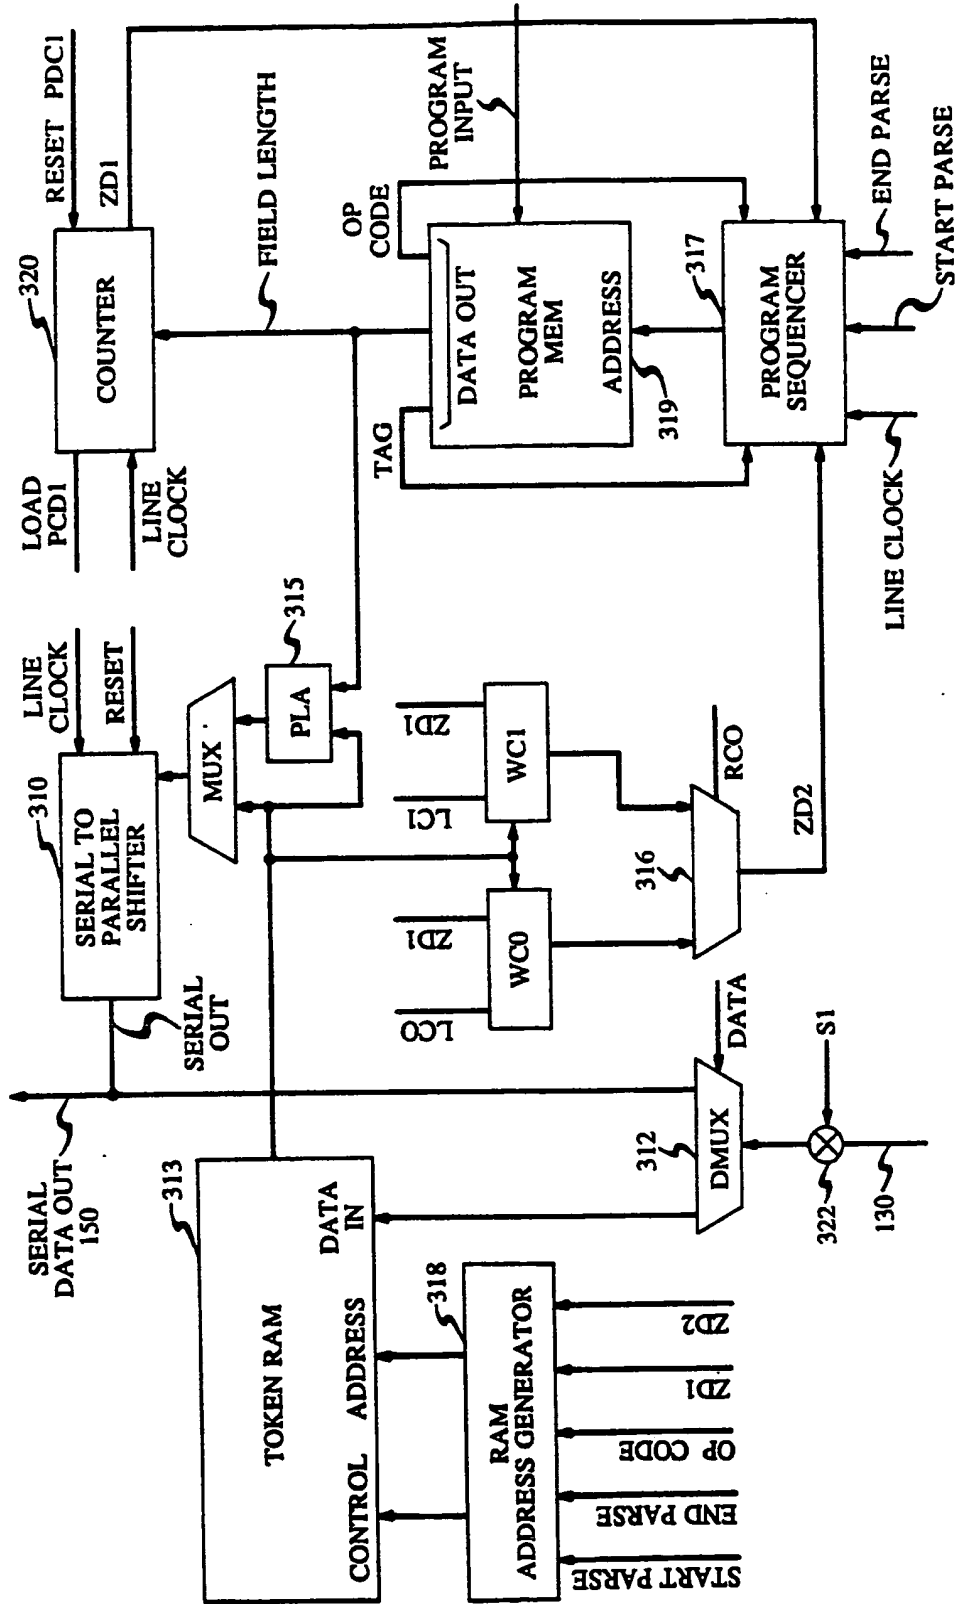 SERIAL
DATA OUT
150
SERIAL
OUT
310
SERIAL TO
PARALLEL
SHIFTER
LINE
CLOCK
RESET
LOAD
PCD1
LINE
CLOCK
320
COUNTER
RESET PDC1
ZD1
FIELD LENGTH
313
TOKEN RAM
DATA
IN
CONTROL
ADDRESS
MUX
315
PLA
TAG
OP
CODE
DATA OUT
PROGRAM
MEM
ADDRESS
319
PROGRAM
INPUT
318
RAM
ADDRESS GENERATOR
START PARSE
END PARSE
OP CODE
ZD1
ZD2
LC0
ZD1
WC0
LC1
ZD1
WC1
316
RCO
ZD2
312
DMUX
DATA
322
S1
130
317
PROGRAM
SEQUENCER
LINE CLOCK
START PARSE
END PARSE